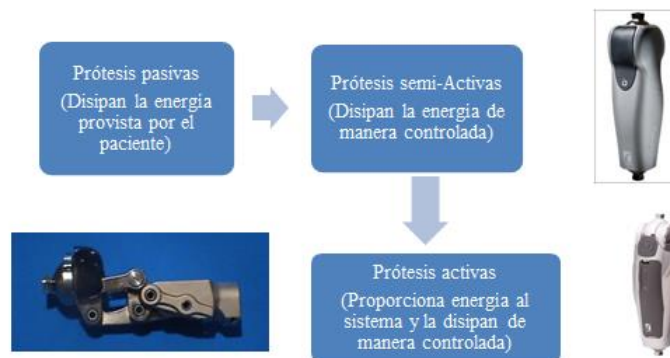 Prótesis pasivas
(Disipan la energia
provista por el
paciente)
Prótesis semi-Activas
(Disipan la energia de
manera controlada)
Prótesis activas
(Proporciona energia al
sistema y la disipan de
manera controlada)